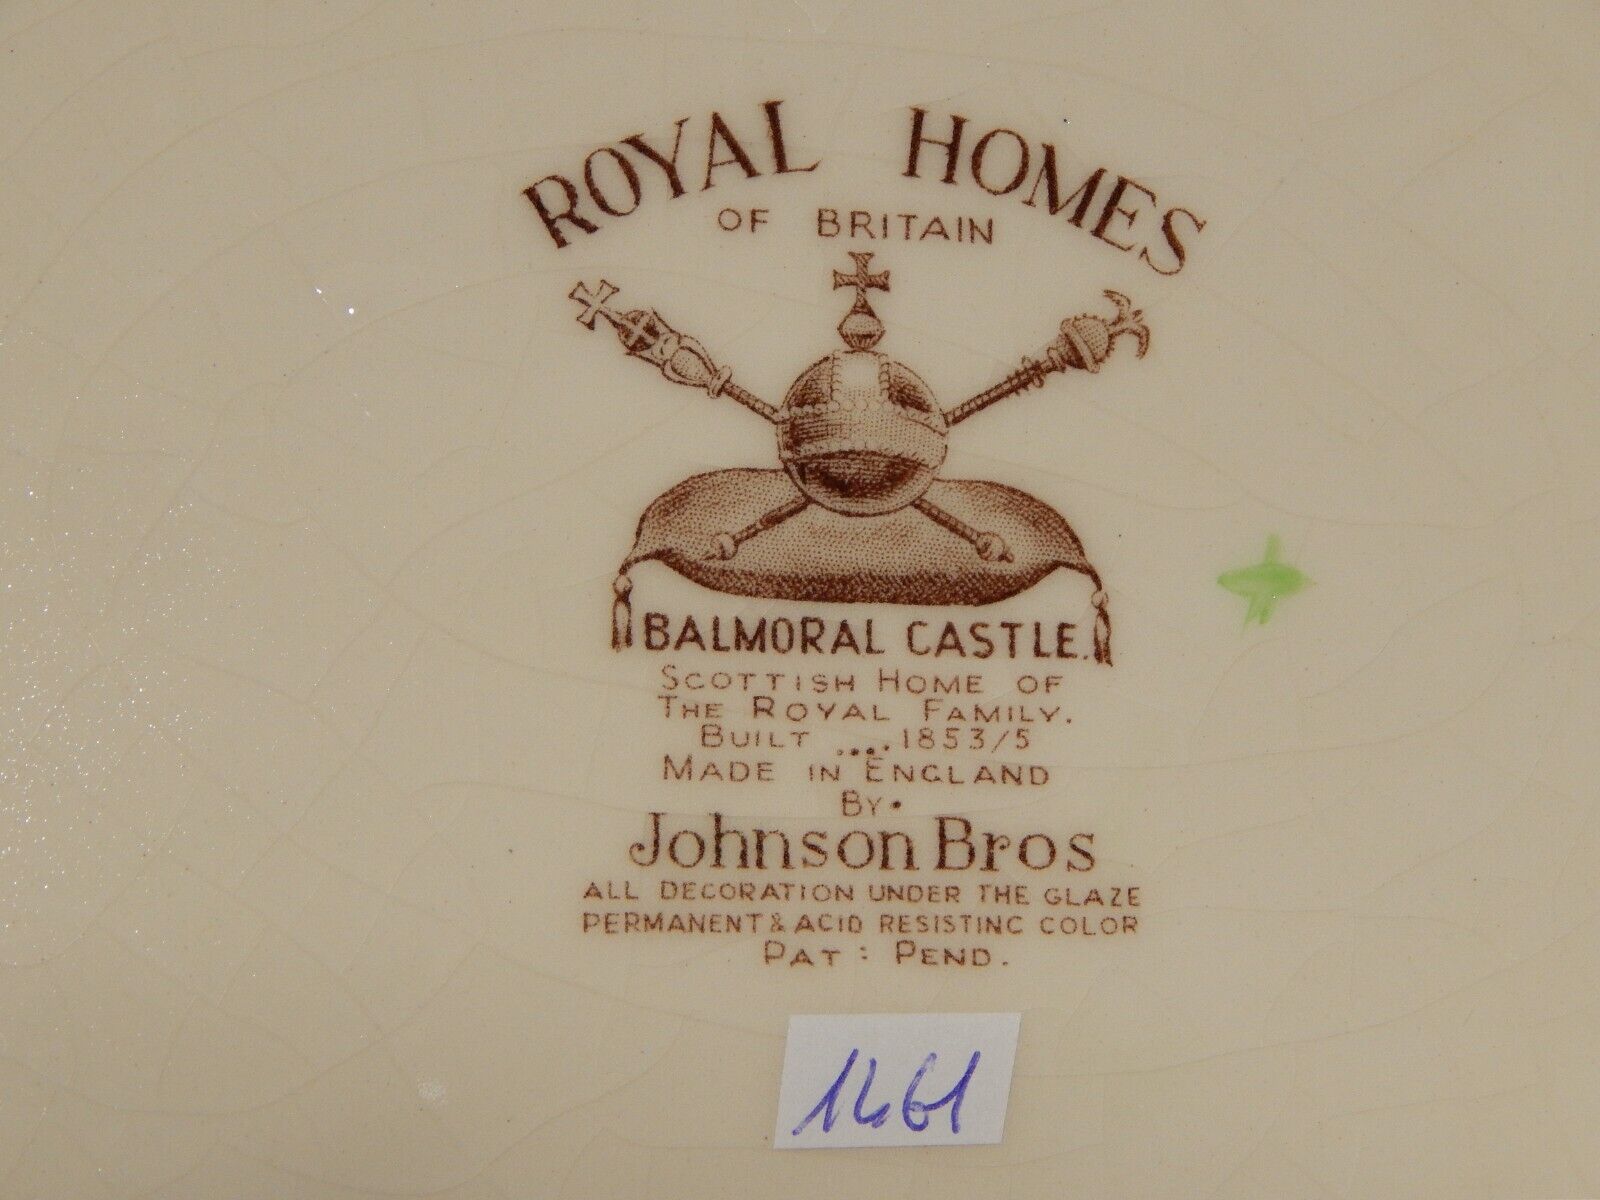 ROYAL HOMES
OF BRITAIN
BALMORAL CASTLE.
SCOTTISH HOME OF
THE ROYAL FAMILY.
BUILT ....1853/5
MADE IN ENGLAND
BY.
Johnson Bros
ALL DECORATION UNDER THE GLAZE
PERMANENT & ACID RESISTING COLOR
PAT: PEND.
1461